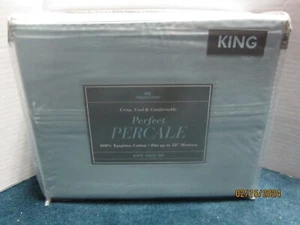 KING
Crisp, Cool & Comfortable
Perfect
PERCALE
100% Egyptian Cotton / Fits up to 18" Mattress